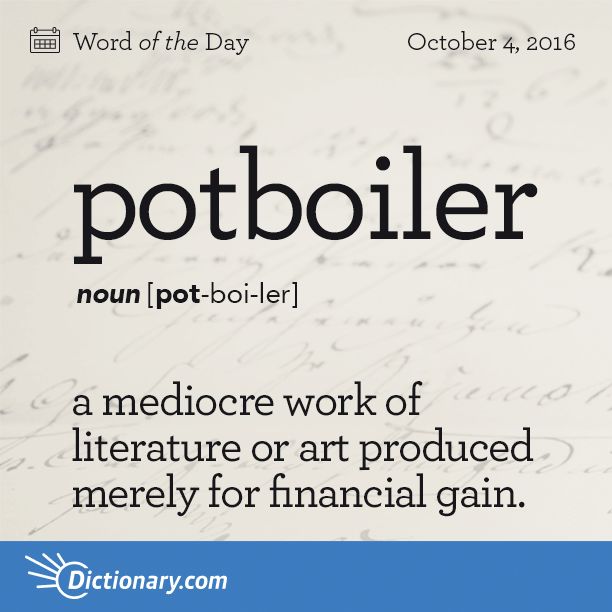 Word of the Day
October 4, 2016
potboiler
noun [pot-boi-ler]
a mediocre work of
literature or art produced
merely for financial gain.
Dictionary.com